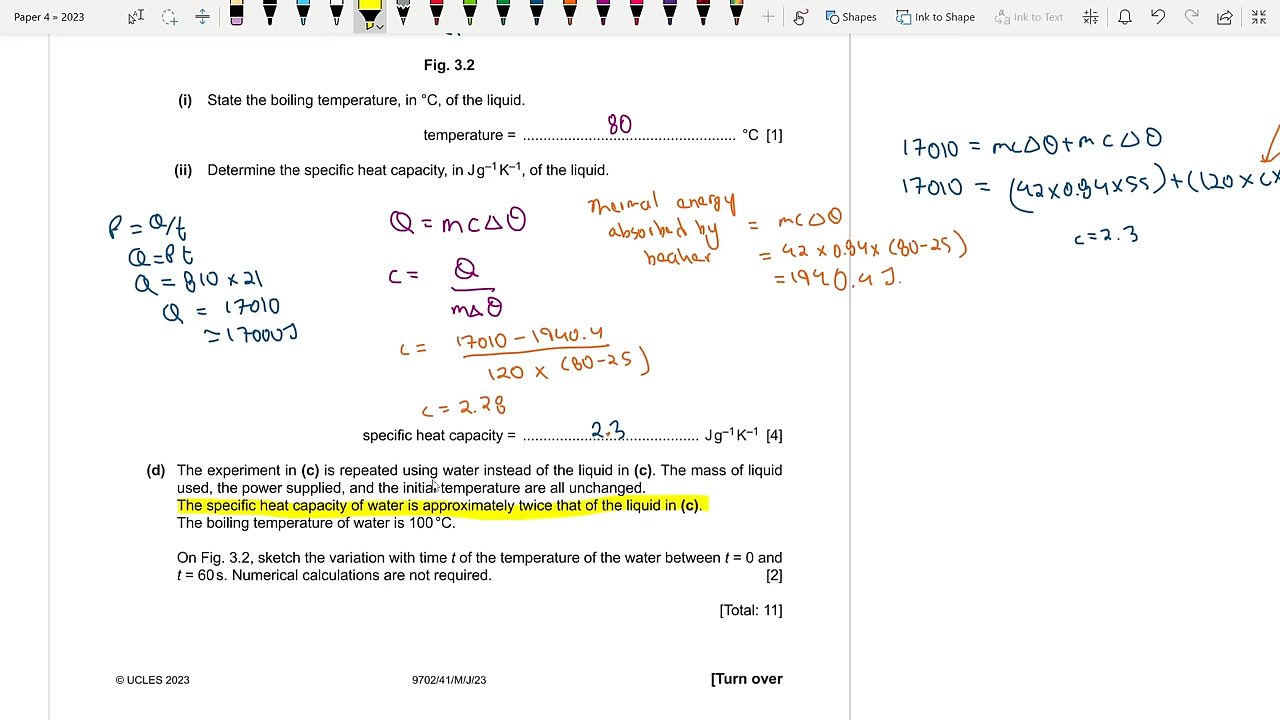 Paper 4 » 2023
Shapes
Ink to Shape
Ink to Text
Fig. 3.2
(i) State the boiling temperature, in °C, of the liquid.
temperature = 80 °C [1]
(ii) Determine the specific heat capacity, in J g⁻¹ K⁻¹, of the liquid.
P = Q/t
Q = Pt
Q = 810 × 21
Q = 17010
≃ 17000J
Q = mcΔθ
c = Q
mΔθ
c = 17010 - 1940.4
120 × (80-25)
c = 2.28
Thermal energy
absorbed by
beaker
= mcΔθ
= 42 × 0.84 × (80-25)
= 1940.4 J.
17010 = mcΔθ + mcΔθ
17010 = (42×0.84×55)+(120×c×
c = 2.3
specific heat capacity = 2.3 J g⁻¹ K⁻¹ [4]
(d) The experiment in (c) is repeated using water instead of the liquid in (c). The mass of liquid
used, the power supplied, and the initial temperature are all unchanged.
The specific heat capacity of water is approximately twice that of the liquid in (c).
The boiling temperature of water is 100 °C.
On Fig. 3.2, sketch the variation with time t of the temperature of the water between t = 0 and
t = 60 s. Numerical calculations are not required. [2]
[Total: 11]
© UCLES 2023
9702/41/M/J/23
[Turn over